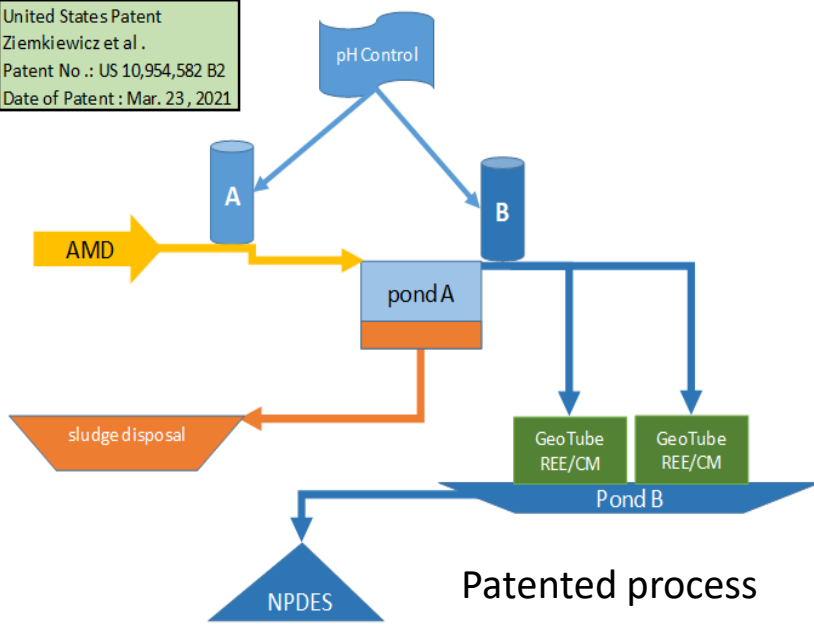 United States Patent
Ziemkiewicz et al .
Patent No .: US 10,954,582 B2
Date of Patent : Mar. 23 , 2021
pH Control
A
B
AMD
pond A
sludge disposal
GeoTube
REE/CM
GeoTube
REE/CM
Pond B
NPDES
Patented process